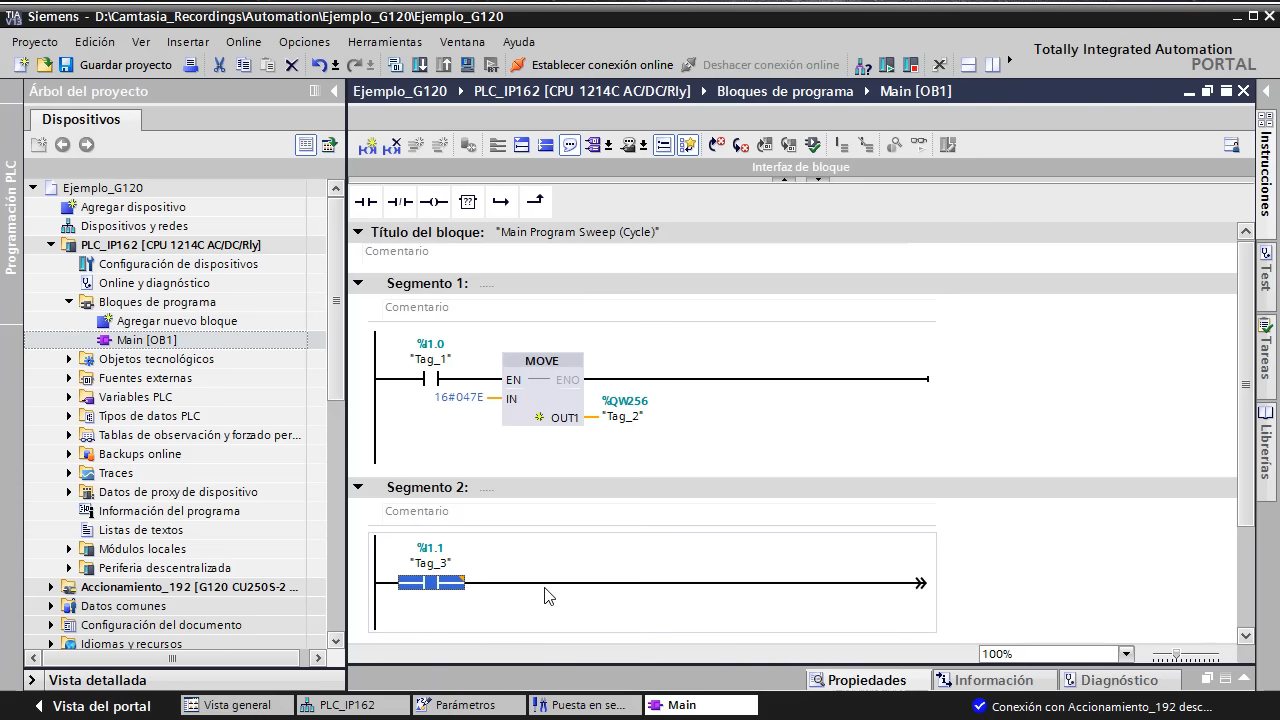 Siemens - D:\Camtasia_Recordings\Automation\Ejemplo_G120\Ejemplo_G120
TIA
V13
Proyecto Edición Ver Insertar Online Opciones Herramientas Ventana Ayuda
Totally Integrated Automation
PORTAL
Guardar proyecto Establecer conexión online Deshacer conexión online
Árbol del proyecto
Ejemplo_G120 PLC_IP162 [CPU 1214C AC/DC/Rly] Bloques de programa Main [OB1]
Dispositivos
Programación PLC
Interfaz de bloque
Ejemplo_G120
Agregar dispositivo
Dispositivos y redes
PLC_IP162 [CPU 1214C AC/DC/Rly]
Configuración de dispositivos
Online y diagnóstico
Bloques de programa
Agregar nuevo bloque
Main [OB1]
Objetos tecnológicos
Fuentes externas
Variables PLC
Tipos de datos PLC
Tablas de observación y forzado per...
Backups online
Traces
Datos de proxy de dispositivo
Información del programa
Listas de textos
Módulos locales
Periferia descentralizada
Accionamiento_192 [G120 CU250S-2 ...
Datos comunes
Configuración del documento
Idiomas y recursos
Vista detallada
??
Título del bloque: "Main Program Sweep (Cycle)"
Comentario
Segmento 1: .....
Comentario
%I1.0
"Tag_1"
MOVE
EN ENO
16#047E IN
%QW256
OUT1 "Tag_2"
Segmento 2: .....
Comentario
%I1.1
"Tag_3"
100%
Instrucciones
Test
Tareas
Librerías
Propiedades Información Diagnóstico
Vista del portal Vista general PLC_IP162 Parámetros Puesta en se... Main Conexión con Accionamiento_192 desc...